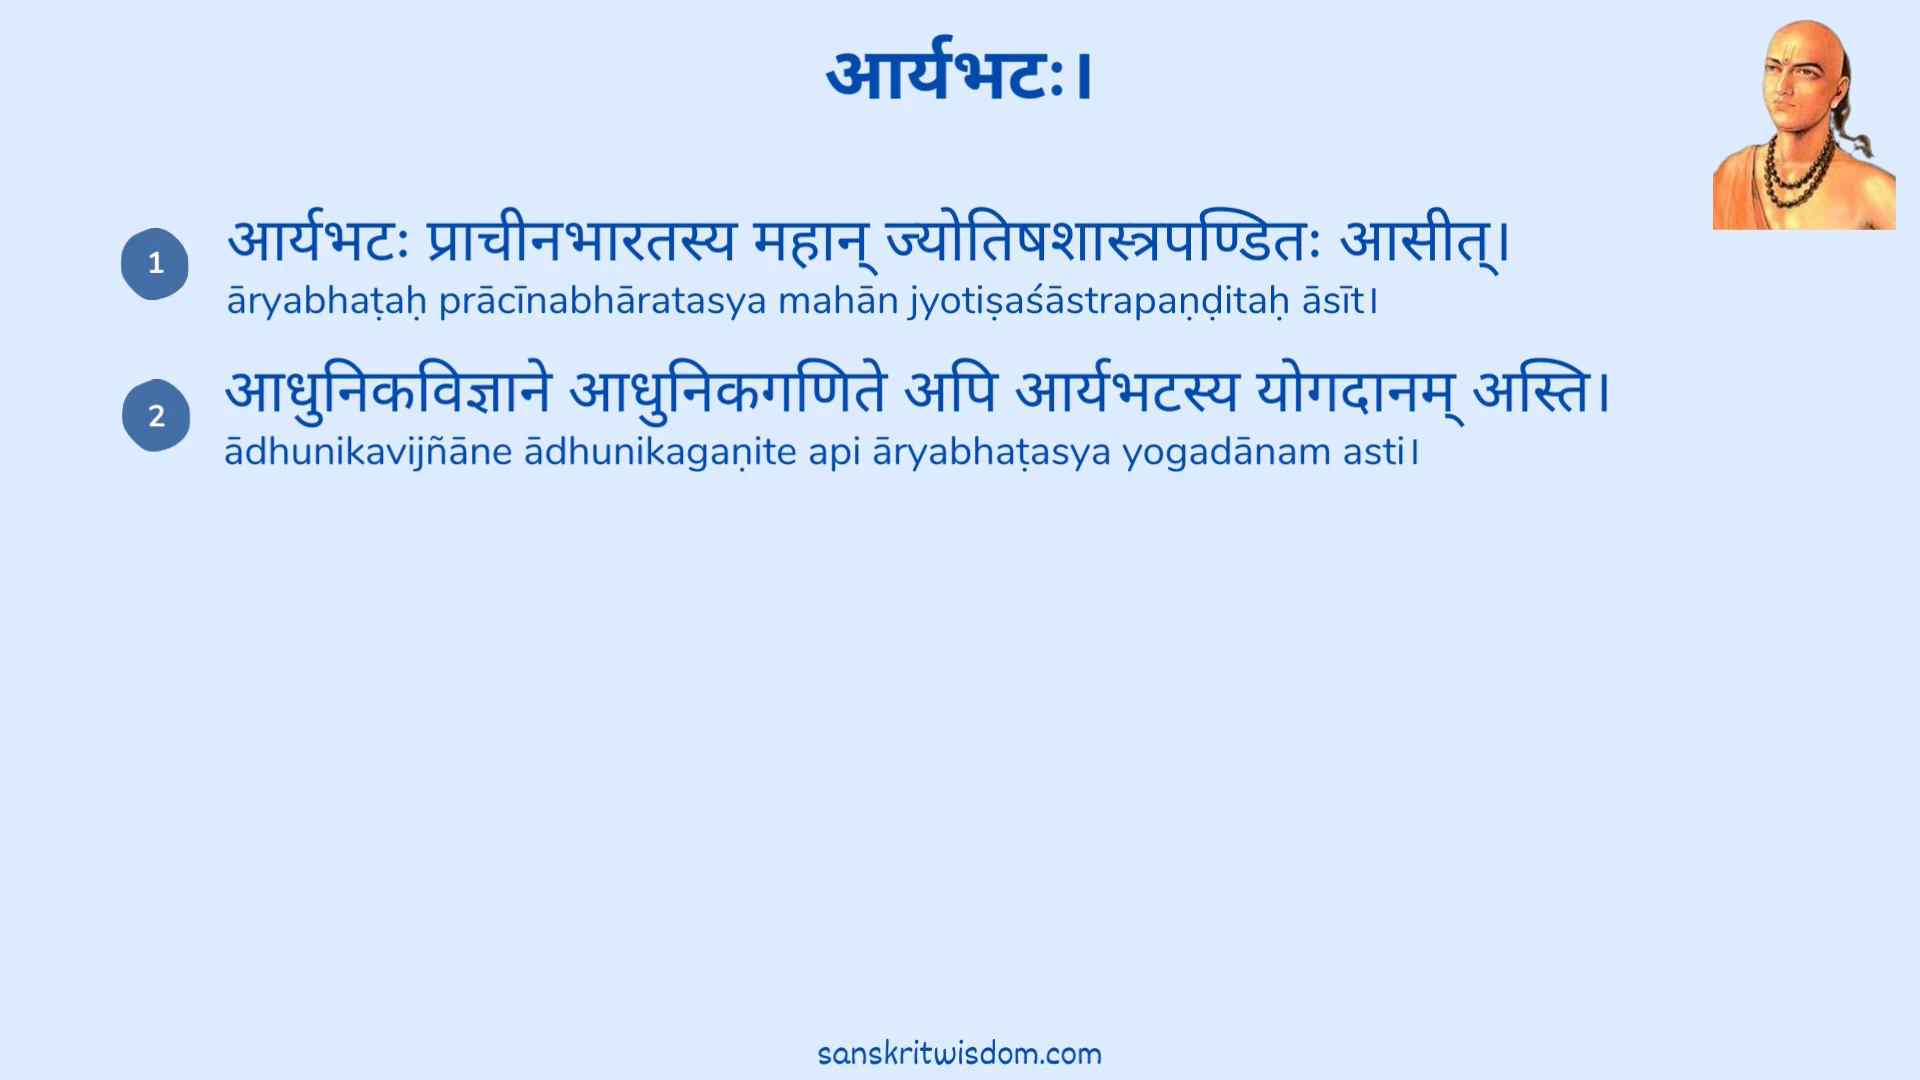 आर्यभटः।
1
आर्यभटः प्राचीनभारतस्य महान् ज्योतिषशास्त्रपण्डितः आसीत्।
āryabhaṭaḥ prācīnabhāratasya mahān jyotiṣaśāstrapaṇḍitaḥ āsīt।
2
आधुनिकविज्ञाने आधुनिकगणिते अपि आर्यभटस्य योगदानम् अस्ति।
ādhunikavijñāne ādhunikagaṇite api āryabhaṭasya yogadānam asti।
sanskritwisdom.com